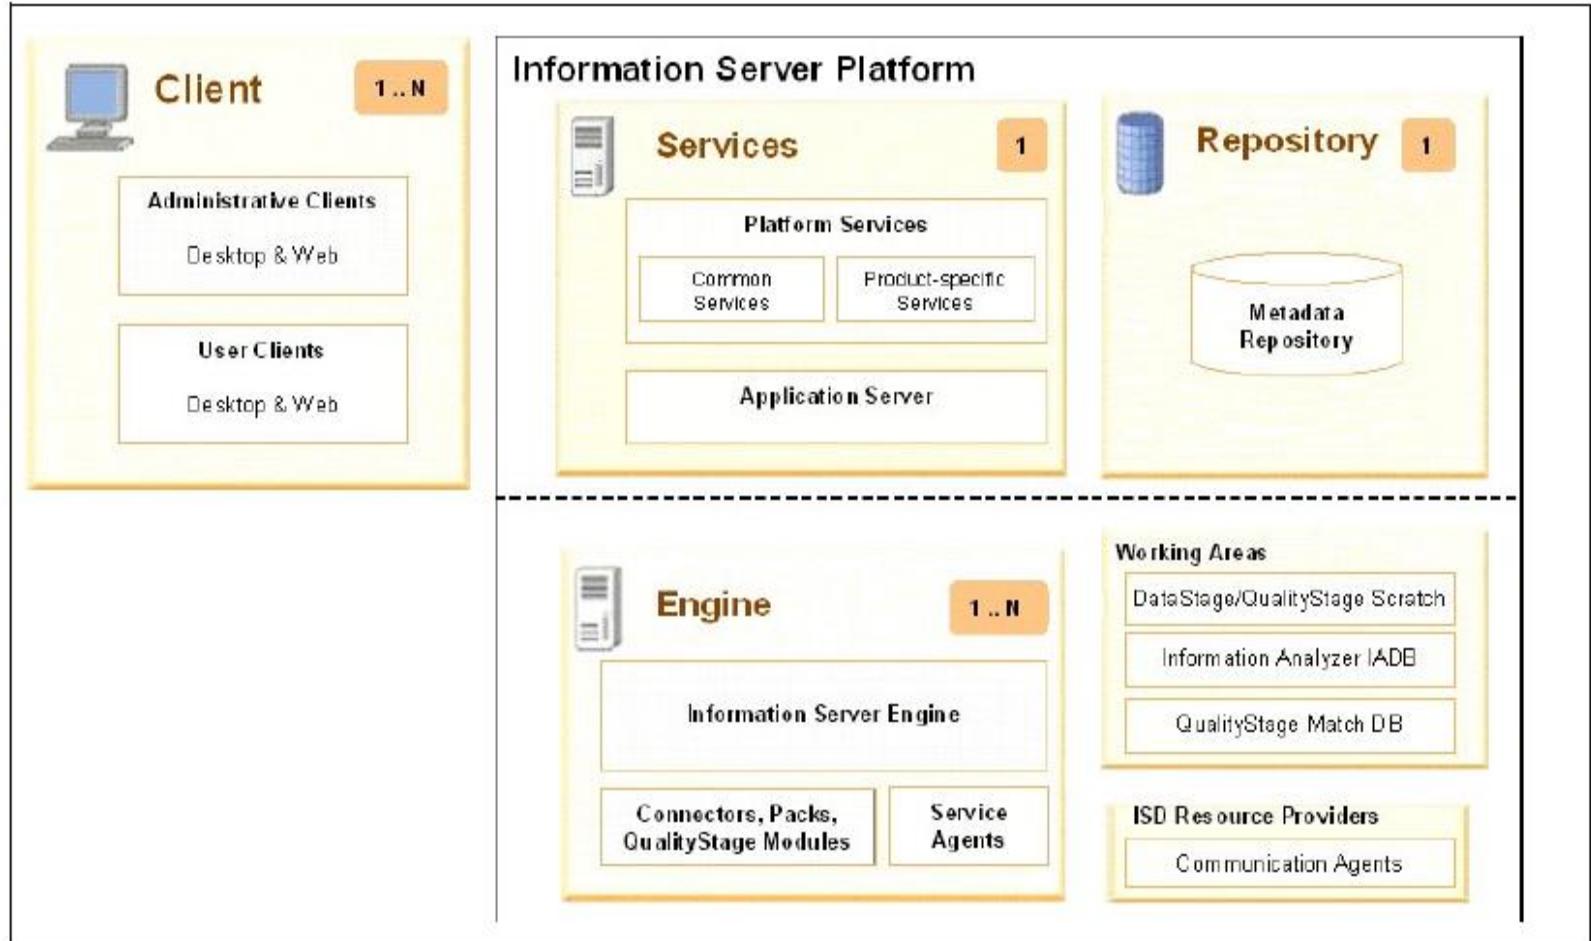 Client
1 .. N
Administrative Clients
Desktop & Web
User Clients
Desktop & Web
Information Server Platform
Services
1
Platform Services
Common
Services
Product-specific
Services
Application Server
Repository
1
Metadata
Repository
Engine
1 .. N
Information Server Engine
Connectors, Packs,
QualityStage Modules
Service
Agents
Working Areas
DataStage/QualityStage Scratch
Information Analyzer IADB
QualityStage Match DB
ISD Resource Providers
Communication Agents